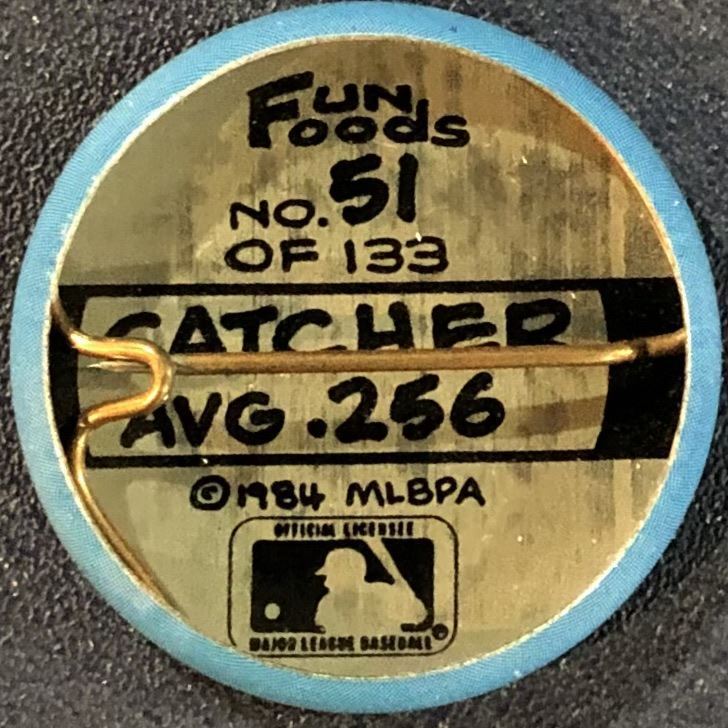 Fun
Foods
NO. 51
OF 133
CATCHER
AVG .256
©1984 MLBPA
OFFICIAL LICENSEE
MAJOR LEAGUE BASEBALL®